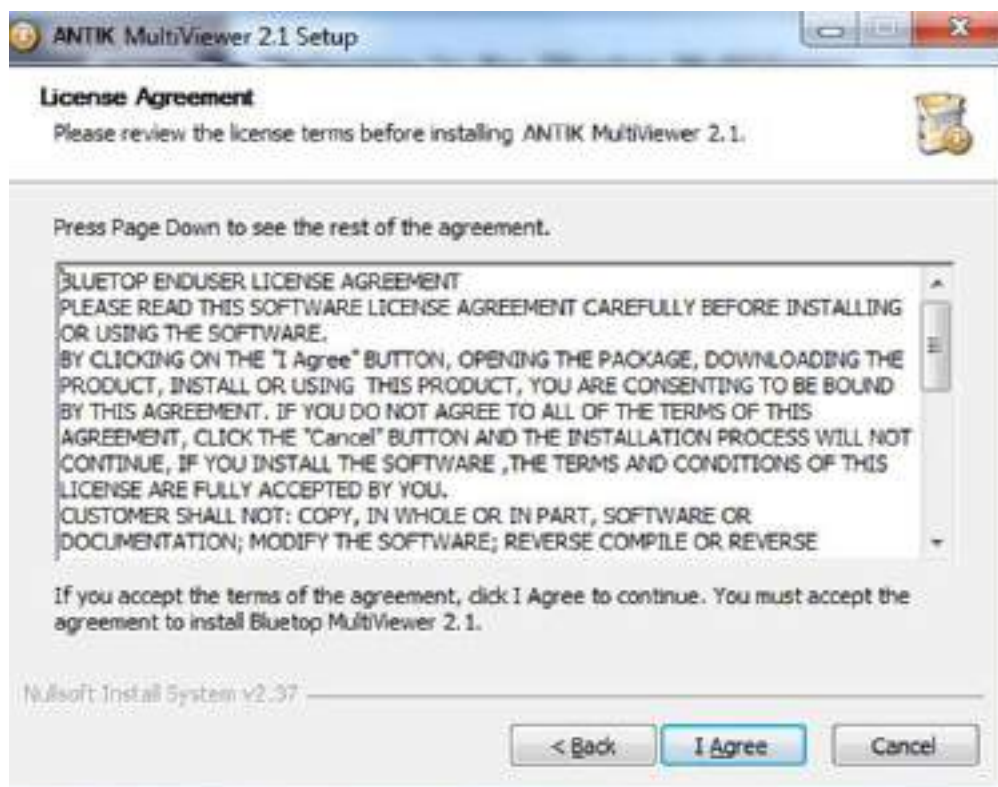 ANTIK MultiViewer 2.1 Setup
License Agreement
Please review the license terms before installing ANTIK MultiViewer 2.1.
Press Page Down to see the rest of the agreement.
BLUETOP ENDUSER LICENSE AGREEMENT
PLEASE READ THIS SOFTWARE LICENSE AGREEMENT CAREFULLY BEFORE INSTALLING
OR USING THE SOFTWARE.
BY CLICKING ON THE "I Agree" BUTTON, OPENING THE PACKAGE, DOWNLOADING THE
PRODUCT, INSTALL OR USING THIS PRODUCT, YOU ARE CONSENTING TO BE BOUND
BY THIS AGREEMENT. IF YOU DO NOT AGREE TO ALL OF THE TERMS OF THIS
AGREEMENT, CLICK THE "Cancel" BUTTON AND THE INSTALLATION PROCESS WILL NOT
CONTINUE, IF YOU INSTALL THE SOFTWARE ,THE TERMS AND CONDITIONS OF THIS
LICENSE ARE FULLY ACCEPTED BY YOU.
CUSTOMER SHALL NOT: COPY, IN WHOLE OR IN PART, SOFTWARE OR
DOCUMENTATION; MODIFY THE SOFTWARE; REVERSE COMPILE OR REVERSE
If you accept the terms of the agreement, click I Agree to continue. You must accept the
agreement to install Bluetop MultiViewer 2.1.
Nullsoft Install System v2.37
< Back
I Agree
Cancel